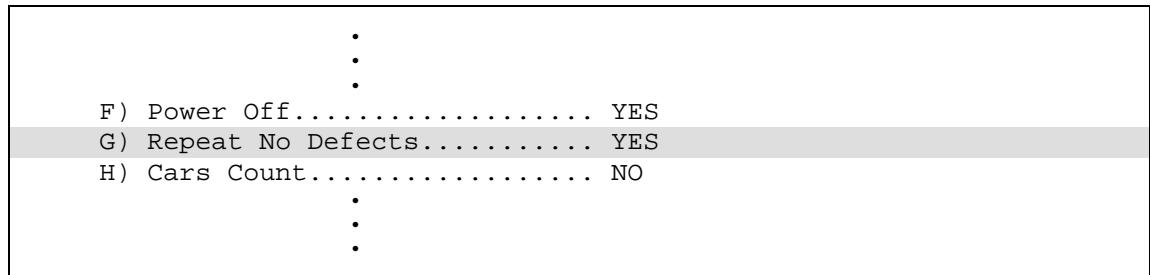 .
.
.
F) Power Off................... YES
G) Repeat No Defects........... YES
H) Cars Count.................. NO
.
.
.